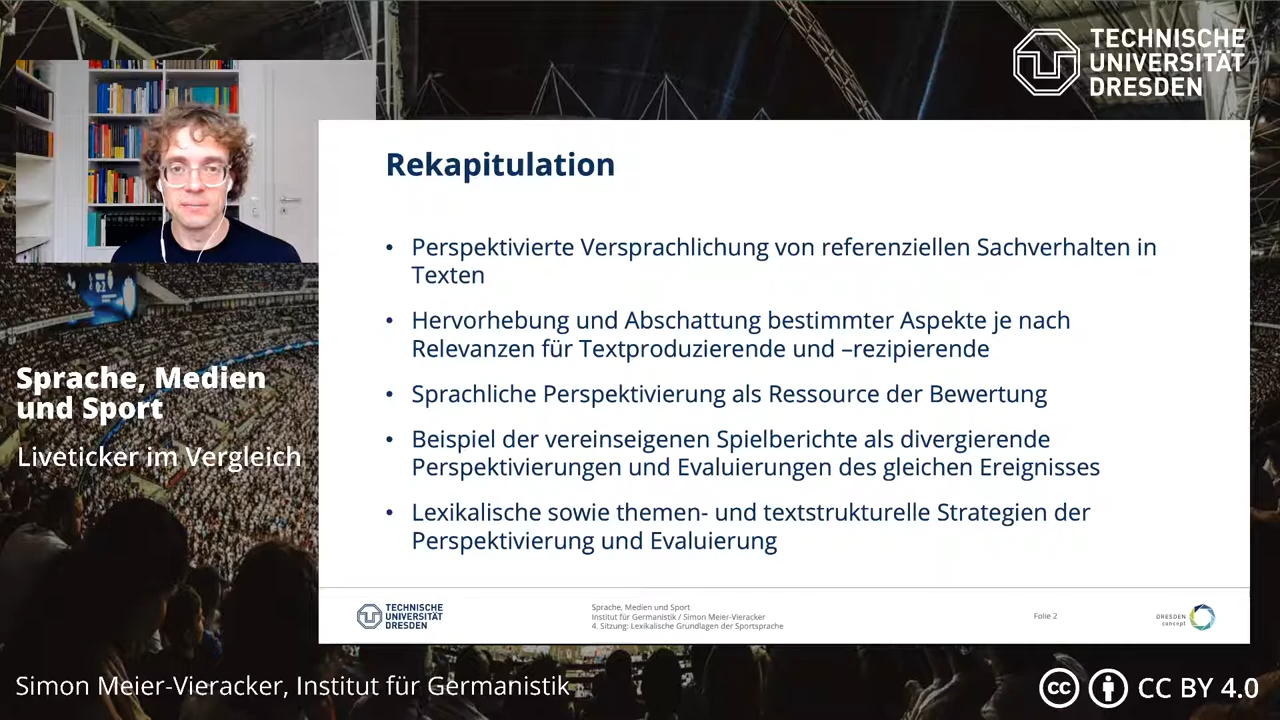 TECHNISCHE
UNIVERSITÄT
DRESDEN
Rekapitulation
• Perspektivierte Versprachlichung von referenziellen Sachverhalten in
Texten
• Hervorhebung und Abschattung bestimmter Aspekte je nach
Relevanzen für Textproduzierende und –rezipierende
• Sprachliche Perspektivierung als Ressource der Bewertung
• Beispiel der vereinseigenen Spielberichte als divergierende
Perspektivierungen und Evaluierungen des gleichen Ereignisses
• Lexikalische sowie themen- und textstrukturelle Strategien der
Perspektivierung und Evaluierung
Sprache, Medien
und Sport
Liveticker im Vergleich
TECHNISCHE
UNIVERSITÄT
DRESDEN
Sprache, Medien und Sport
Institut für Germanistik / Simon Meier-Vieracker
4. Sitzung: Lexikalische Grundlagen der Sportsprache
Folie 2
DRESDEN
concept
Simon Meier-Vieracker, Institut für Germanistik
cc CC BY 4.0